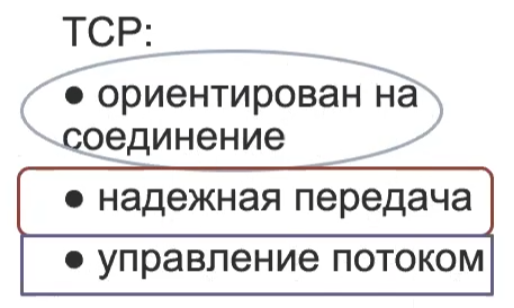 TCP:
● ориентирован на
соединение
● надежная передача
● управление потоком